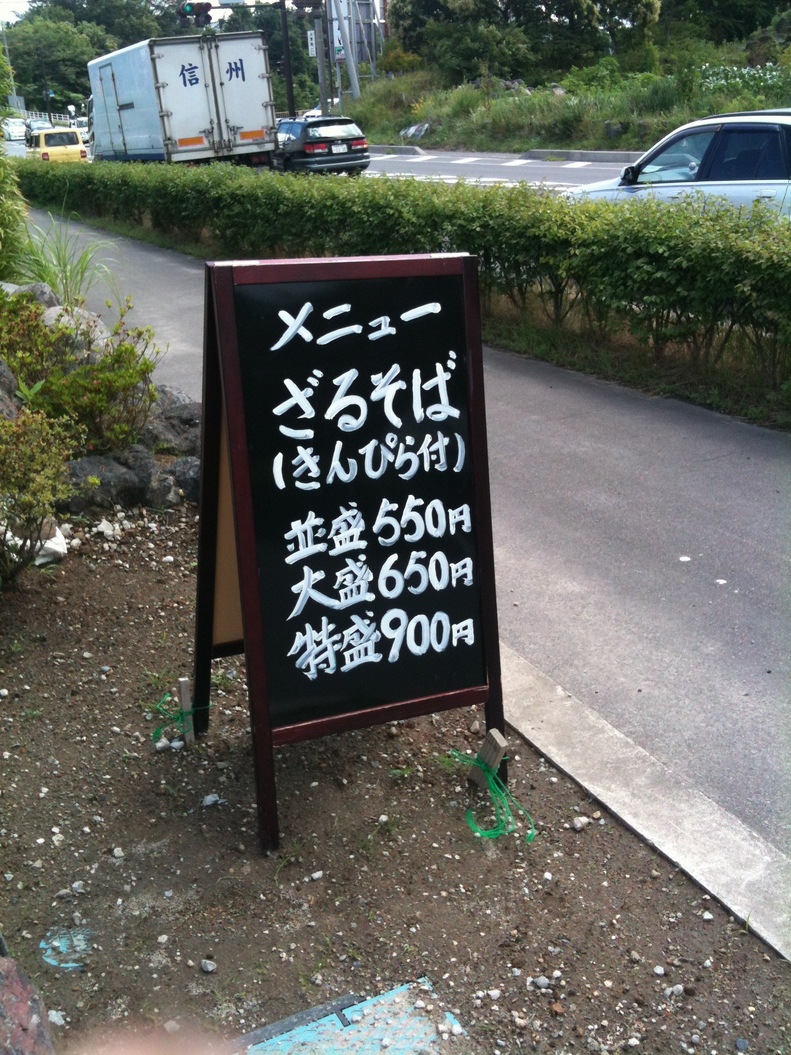 信州
メニュー
ざるそば
(きんぴら付)
並盛550円
大盛650円
特盛900円